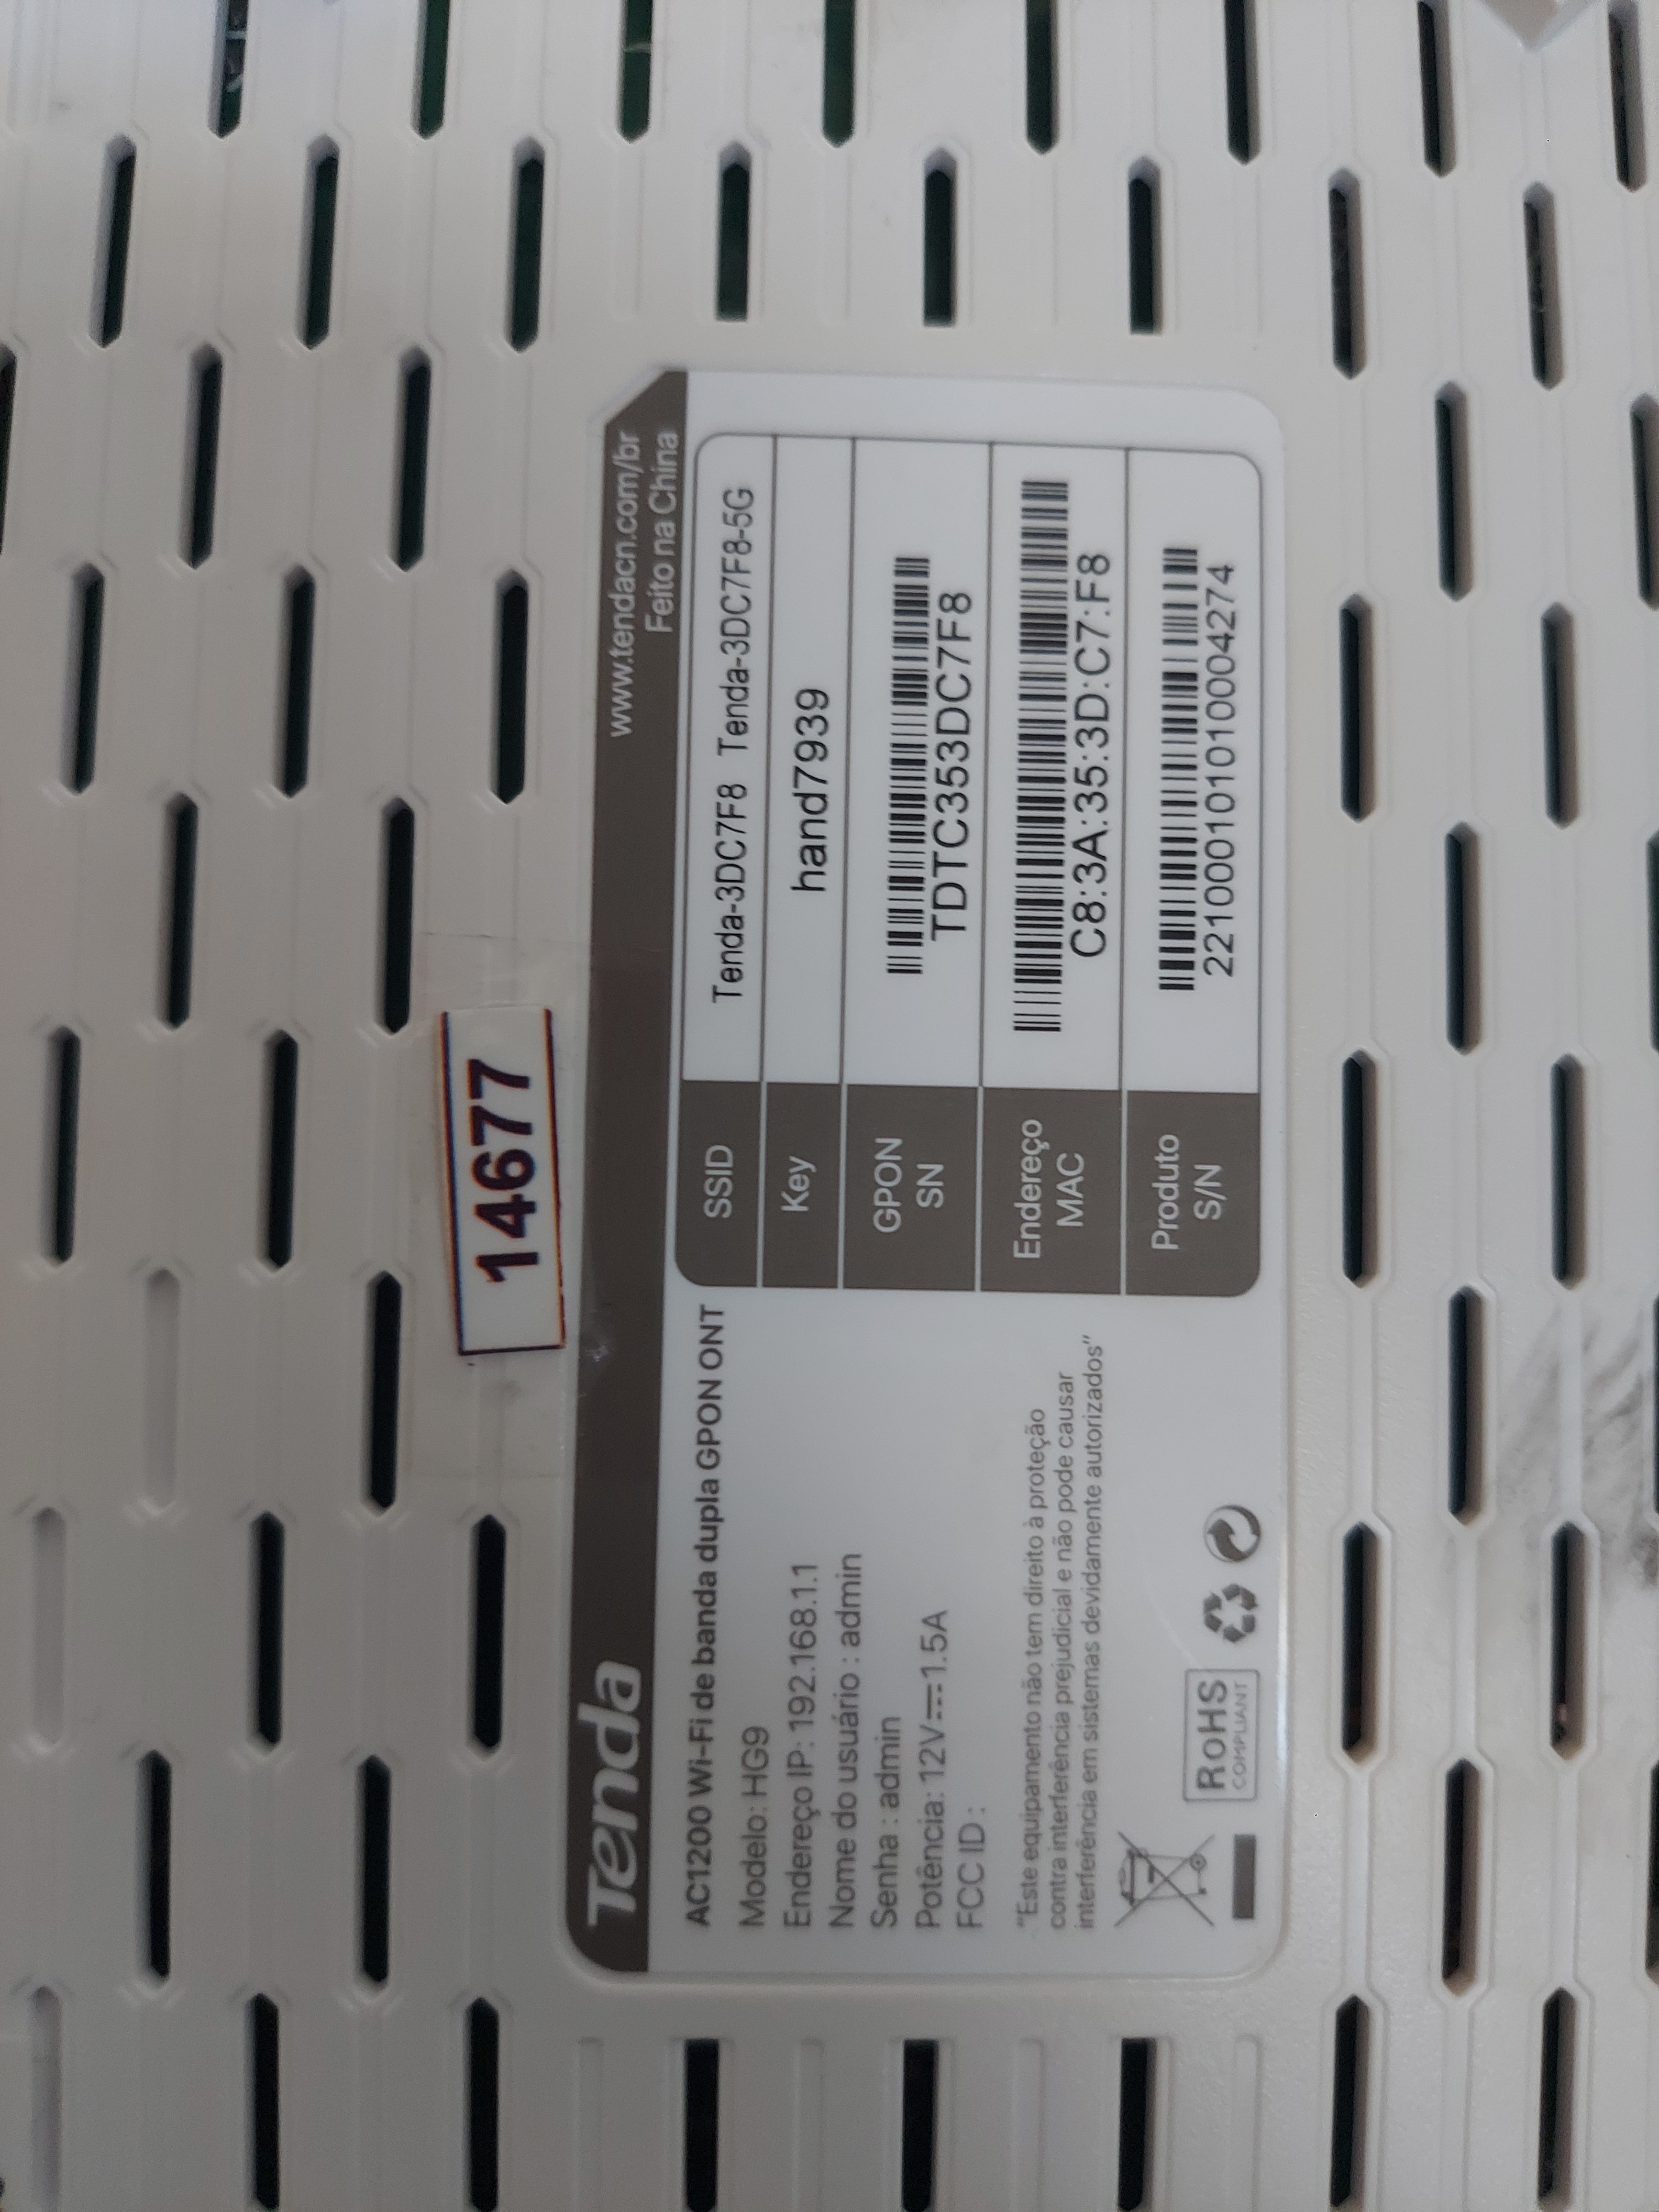 14677
Tenda
www.tendacn.com/br
Feito na China
AC1200 Wi-Fi de banda dupla GPON ONT
Modelo: HG9
Endereço IP: 192.168.1.1
Nome do usuário : admin
Senha : admin
Potência: 12V⎓1.5A
FCC ID :
"Este equipamento não tem direito à proteção
contra interferência prejudicial e não pode causar
interferência em sistemas devidamente autorizados"
RoHS
COMPLIANT
SSID
Tenda-3DC7F8 Tenda-3DC7F8-5G
Key
hand7939
GPON
SN
TDTC353DC7F8
Endereço
MAC
C8:3A:35:3D:C7:F8
Produto
S/N
2210001010100004274